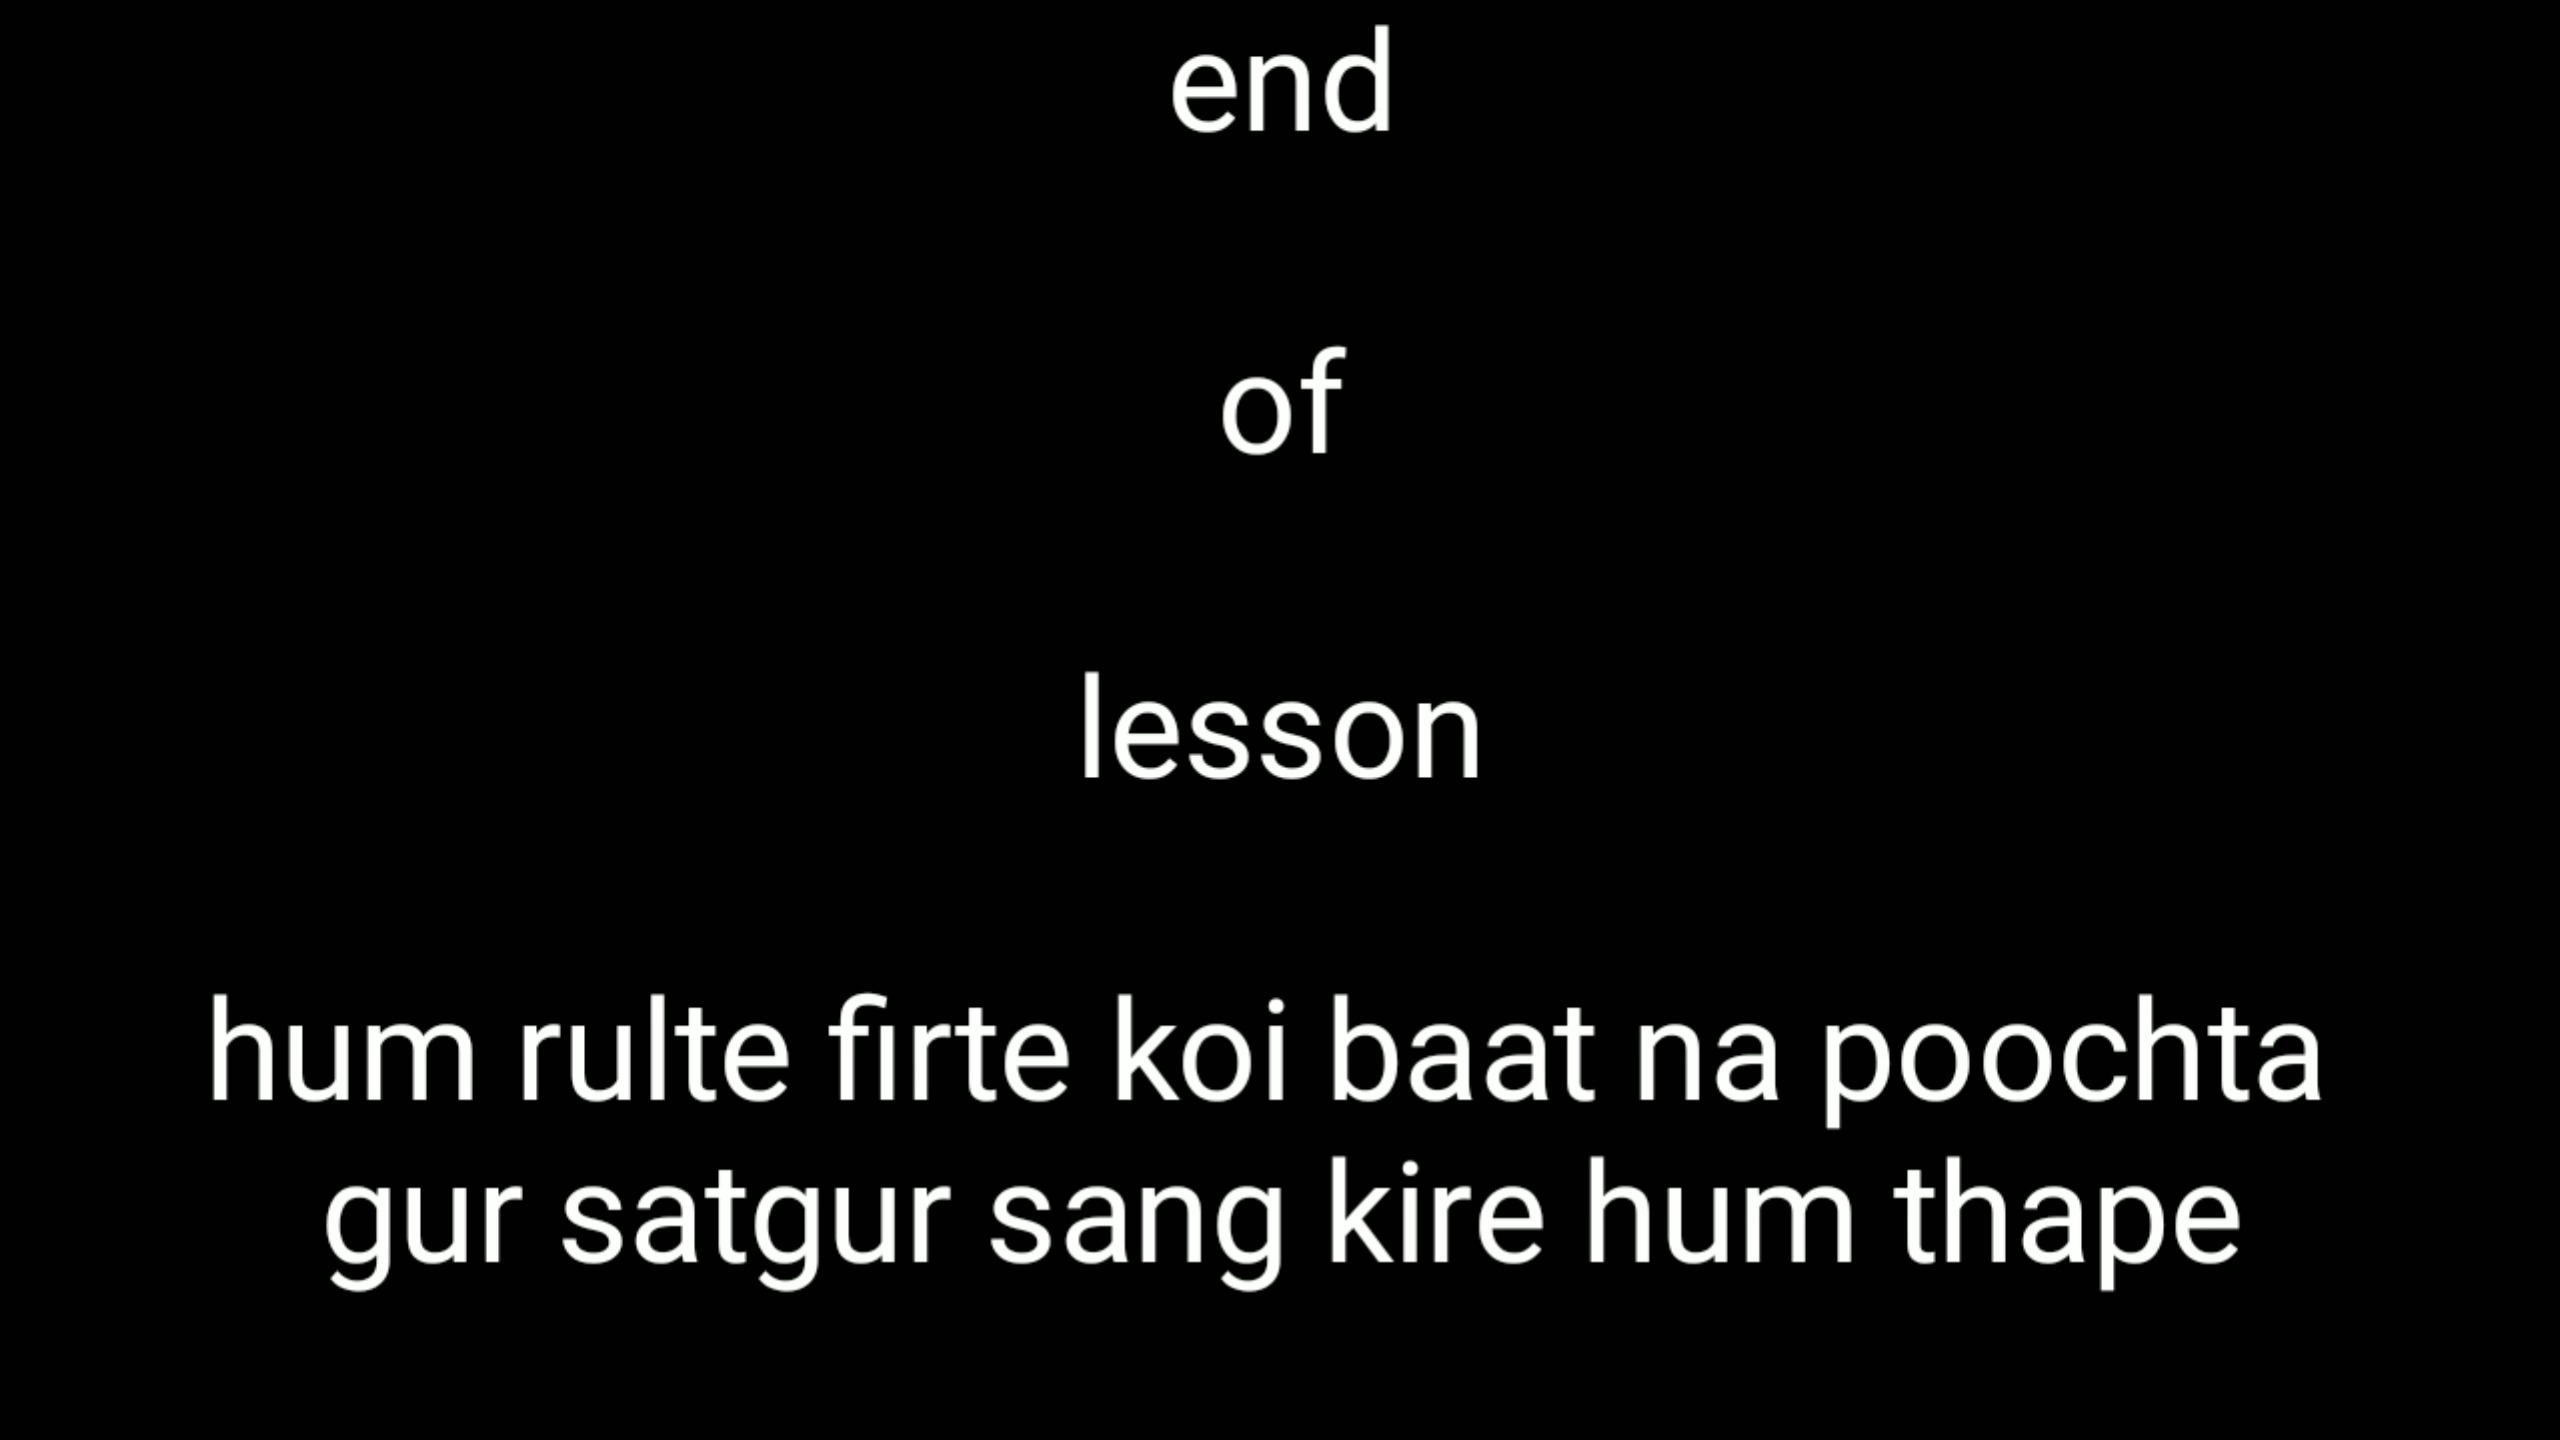 end
of
lesson
hum rulte firte koi baat na poochta
gur satgur sang kire hum thape